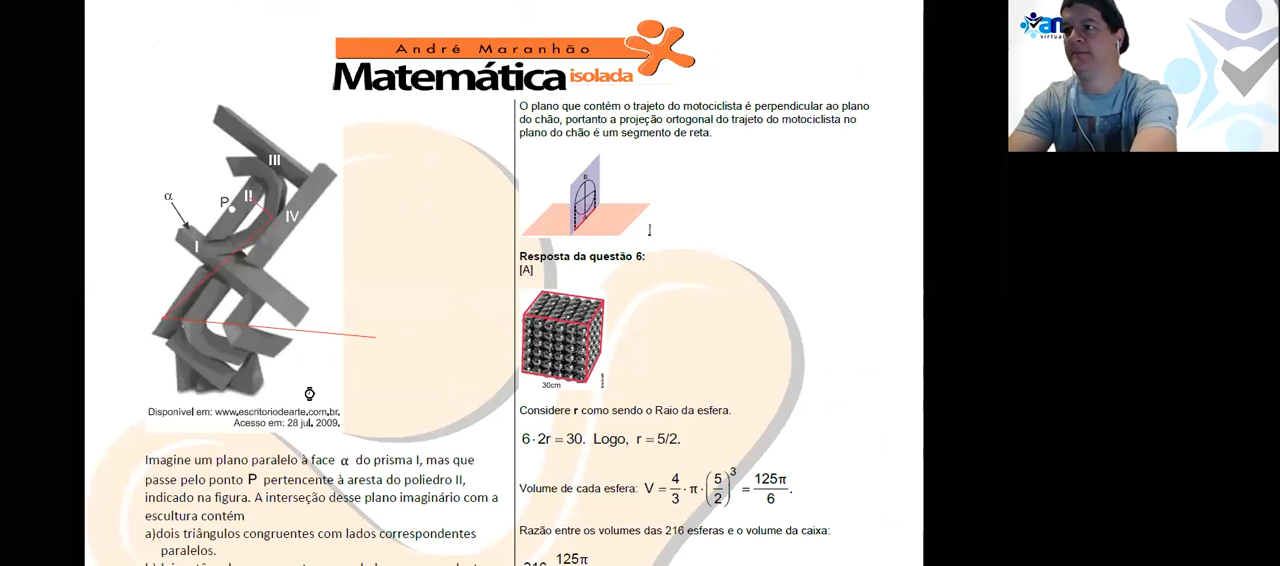 André Maranhão
Matemática isolada
III
α
P
II
IV
I
Disponível em: www.escritoriodearte.com.br.
Acesso em: 28 jul. 2009.
Imagine um plano paralelo à face α do prisma I, mas que
passe pelo ponto P pertencente à aresta do poliedro II,
indicado na figura. A interseção desse plano imaginário com a
escultura contém
a)dois triângulos congruentes com lados correspondentes
paralelos.
O plano que contém o trajeto do motociclista é perpendicular ao plano
do chão, portanto a projeção ortogonal do trajeto do motociclista no
plano do chão é um segmento de reta.
B
Resposta da questão 6:
[A]
30cm
Considere r como sendo o Raio da esfera.
6·2r = 30. Logo, r = 5/2.
Volume de cada esfera: V = 4/3 · π · (5/2)^3 = 125π/6.
Razão entre os volumes das 216 esferas e o volume da caixa:
216 125π
an
virtual